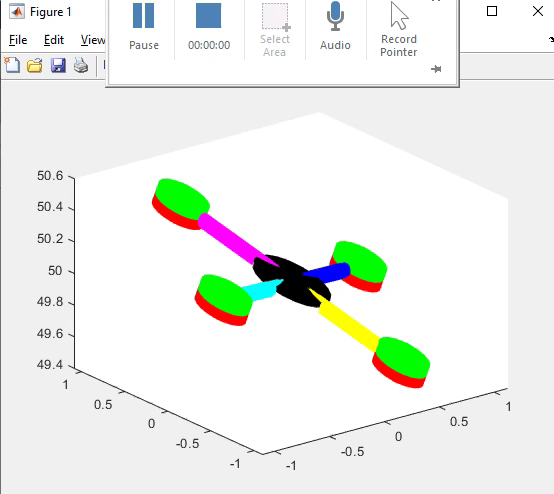 Figure 1
File Edit View
Pause
00:00:00
Select
Area
Audio
Record
Pointer
50.6
50.4
50.2
50
49.8
49.6
49.4
1
0.5
0
-0.5
-1
-1
-0.5
0
0.5
1